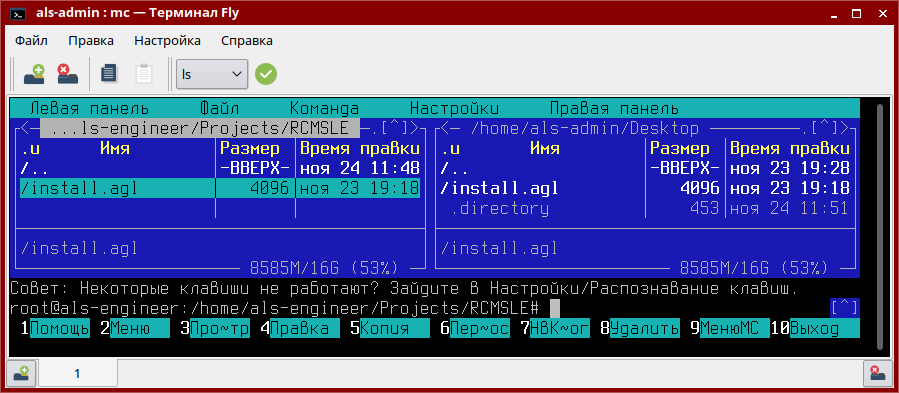 als-admin : mc — Терминал Fly
Файл Правка Настройка Справка
ls
Левая панель Файл Команда Настройки Правая панель
<— ...ls-engineer/Projects/RCMSLE —.[^]> <— /home/als-admin/Desktop —.[^]>
.и Имя Размер Время правки .и Имя Размер Время правки
/.. -ВВЕРХ- ноя 24 11:48 /.. -ВВЕРХ- ноя 23 19:28
/install.agl 4096 ноя 23 19:18 /install.agl 4096 ноя 23 19:18
.directory 453 ноя 24 11:51
/install.agl /install.agl
8585M/16G (53%) 8585M/16G (53%)
Совет: Некоторые клавиши не работают? Зайдите в Настройки/Распознавание клавиш.
root@als-engineer:/home/als-engineer/Projects/RCMSLE# [^]
1Помощь 2Меню 3Про~тр 4Правка 5Копия 6Пер~ос 7НвК~ог 8Удалить 9МенюMC 10Выход
1